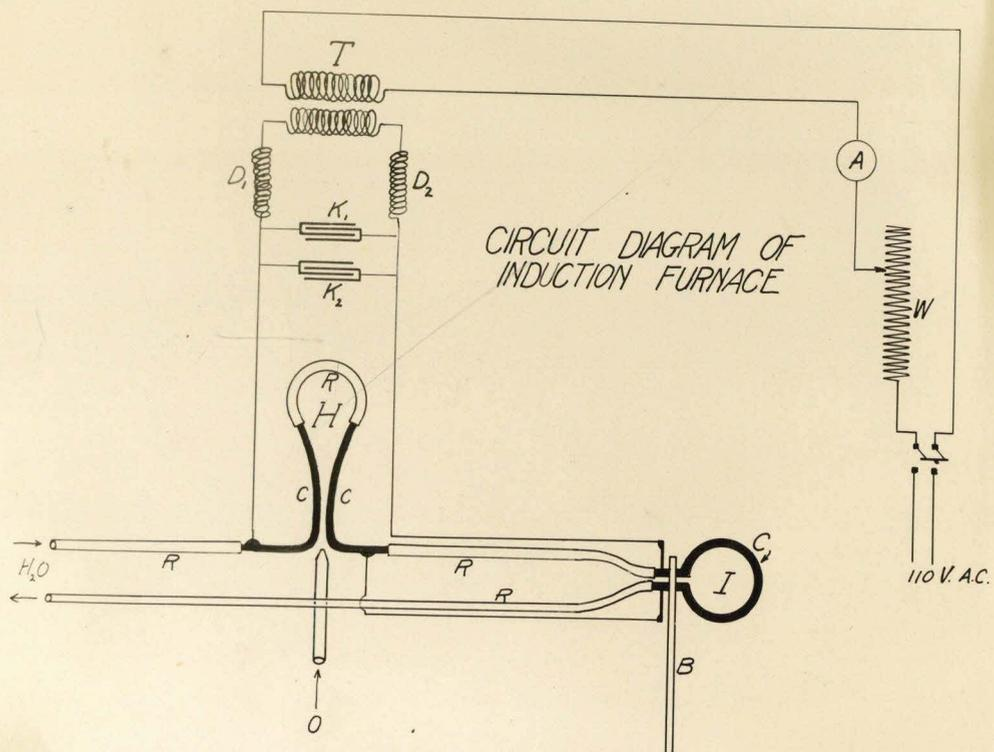 T
D₁
D₂
K₁
K₂
A
CIRCUIT DIAGRAM OF
INDUCTION FURNACE
W
R
H
C
C
H₂O
R
R
R
C₁
I
110 V. A.C.
B
O